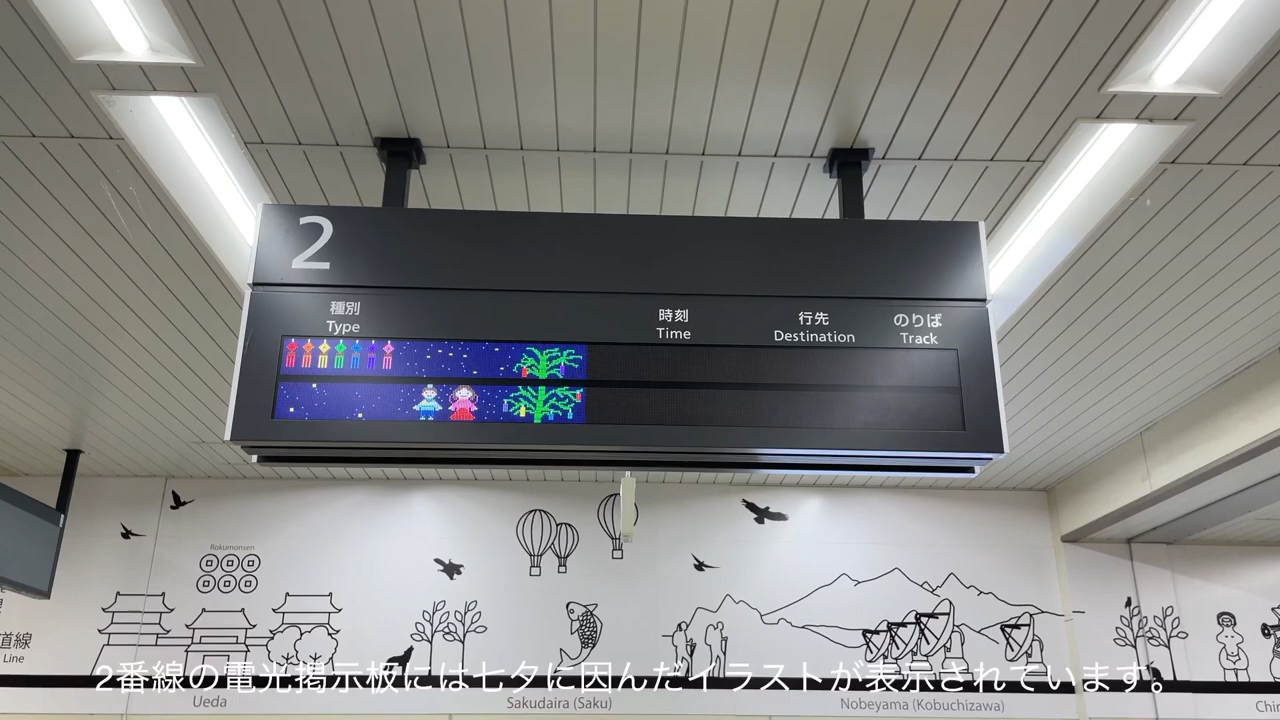 2
種別
Type
時刻
Time
行先
Destination
のりば
Track
Rokumonsen
道線
Line
2番線の電光掲示板には七夕に因んだイラストが表示されています。
Ueda
Sakudaira (Saku)
Nobeyama (Kobuchizawa)